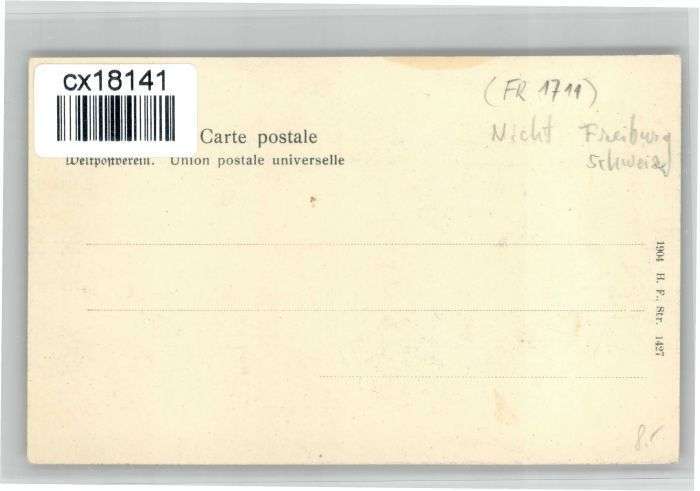 cx18141
(FR 1711)
Nicht Freiburg
Schweiz
Carte postale
Weltpostverein. Union postale universelle
1904 H. F., Str. 1427
8.-